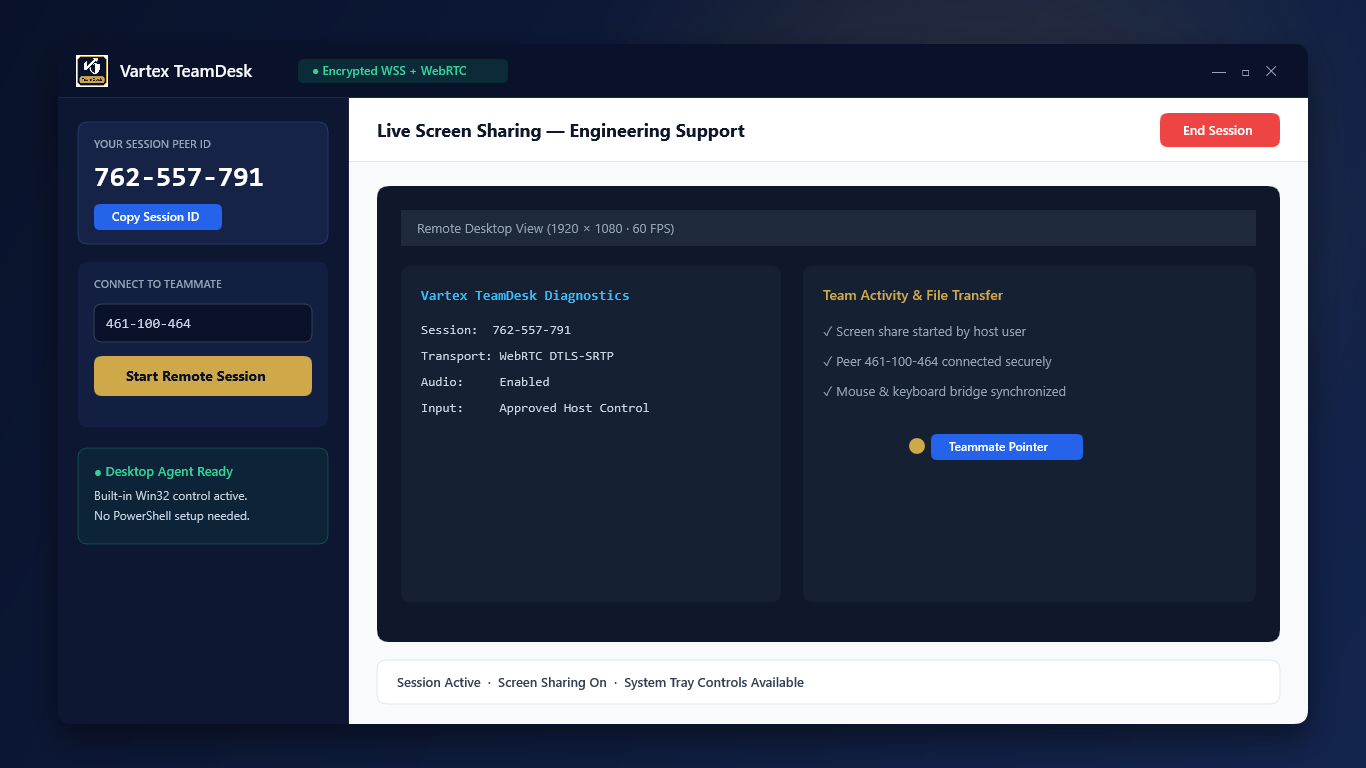 Vartex TeamDesk
● Encrypted WSS + WebRTC
YOUR SESSION PEER ID
762-557-791
Copy Session ID
CONNECT TO TEAMMATE
461-100-464
Start Remote Session
● Desktop Agent Ready
Built-in Win32 control active.
No PowerShell setup needed.
Live Screen Sharing — Engineering Support
End Session
Remote Desktop View (1920 × 1080 · 60 FPS)
Vartex TeamDesk Diagnostics
Session: 762-557-791
Transport: WebRTC DTLS-SRTP
Audio: Enabled
Input: Approved Host Control
Team Activity & File Transfer
✓ Screen share started by host user
✓ Peer 461-100-464 connected securely
✓ Mouse & keyboard bridge synchronized
Teammate Pointer
Session Active · Screen Sharing On · System Tray Controls Available